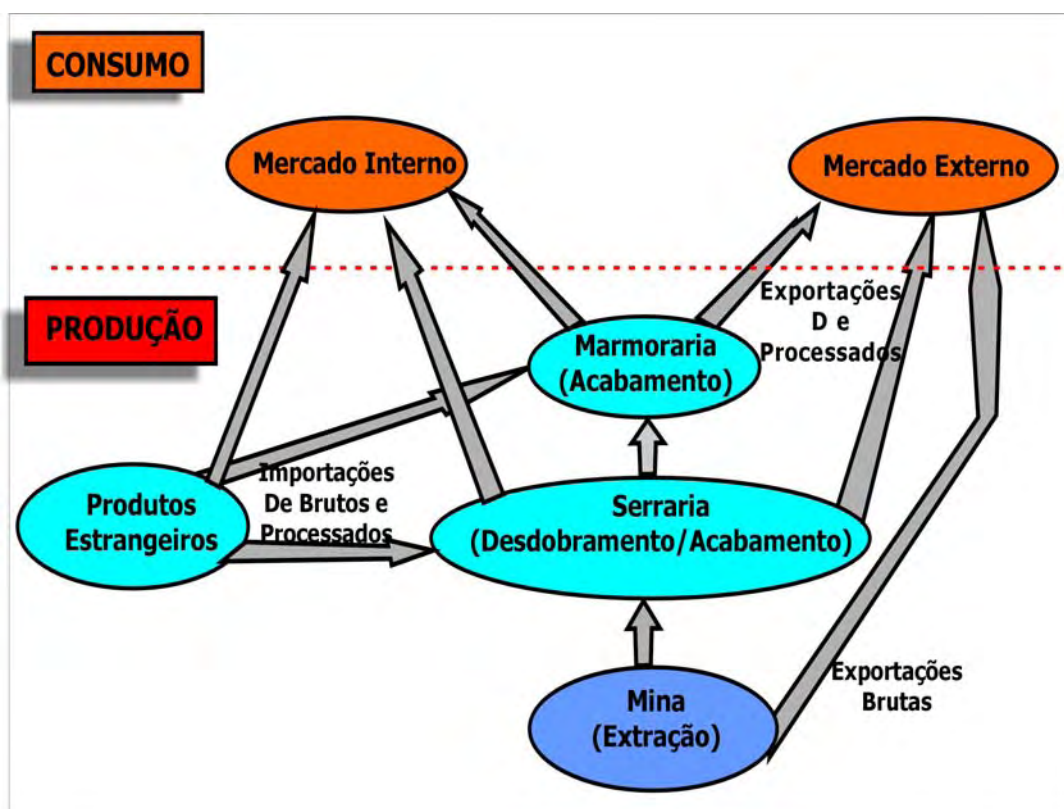 CONSUMO
Mercado Interno
Mercado Externo
PRODUÇÃO
Exportações
D e
Processados
Marmoraria
(Acabamento)
Importações
De Brutos e
Processados
Produtos
Estrangeiros
Serraria
(Desdobramento/Acabamento)
Mina
(Extração)
Exportações
Brutas